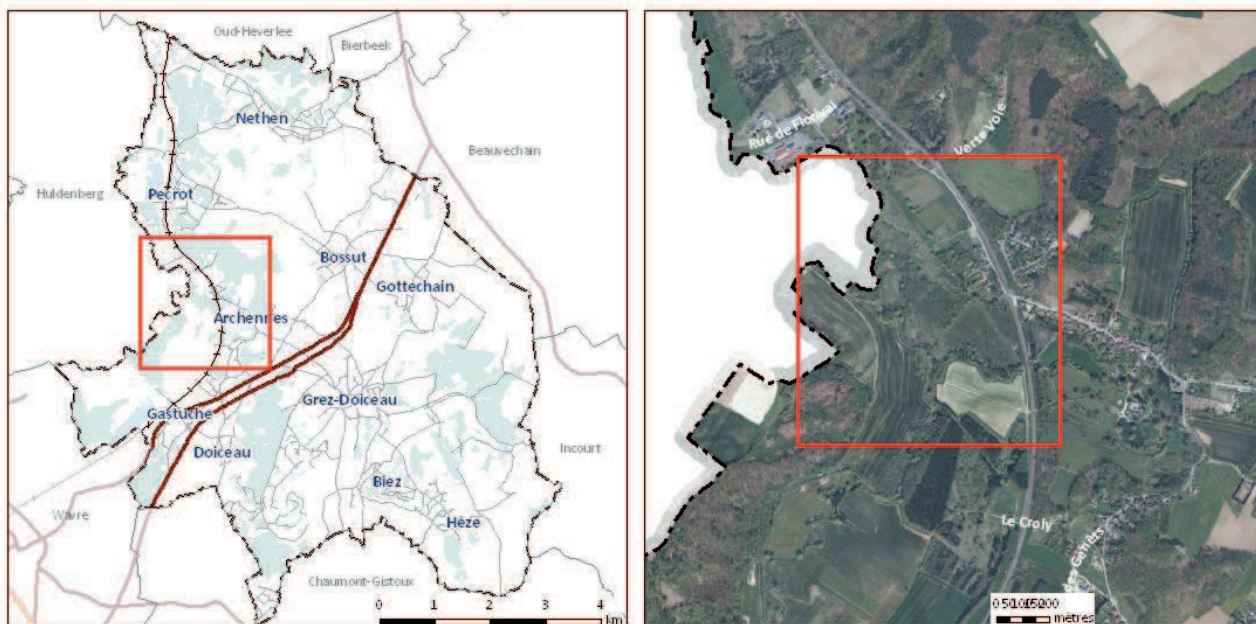 Oud-Heverlee
Bierbeek
Nethen
Beauvechain
Huldenberg
Pécrot
Bossut
Gottechain
Archennes
Grez-Doiceau
Gastuche
Doiceau
Incourt
Biez
Wavre
Hèze
Chaumont-Gistoux
0 1 2 3 4
km
Rue de Florival
Verte Voie
Le Croly
mètres